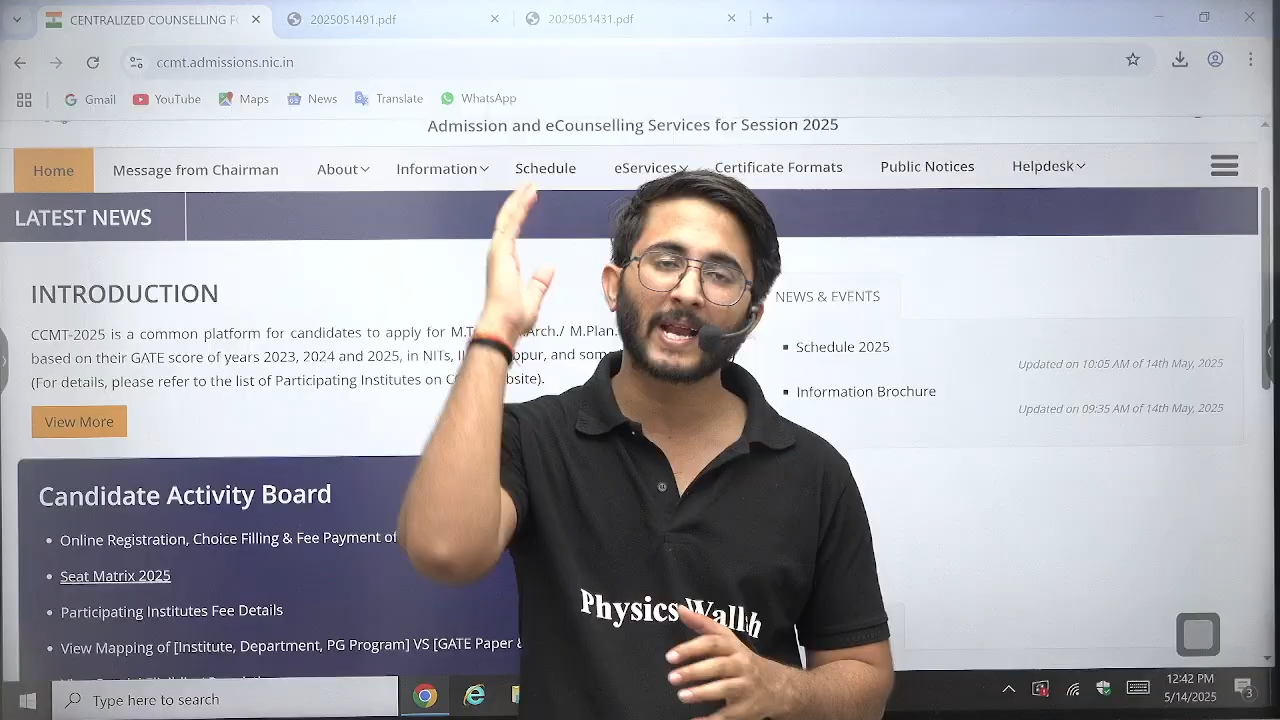 CENTRALIZED COUNSELLING F
2025051491.pdf
2025051431.pdf
ccmt.admissions.nic.in
Gmail
YouTube
Maps
News
Translate
WhatsApp
Admission and eCounselling Services for Session 2025
Home
Message from Chairman
About
Information
Schedule
eServices
Certificate Formats
Public Notices
Helpdesk
LATEST NEWS
INTRODUCTION
CCMT-2025 is a common platform for candidates to apply for Arch./ M.Plan.
based on their GATE score of years 2023, 2024 and 2025, in NITs, and
(For details, please refer to the list of Participating Institutes on
View More
NEWS & EVENTS
Schedule 2025
Updated on 10:05 AM of 14th May, 2025
Information Brochure
Updated on 09:35 AM of 14th May, 2025
Candidate Activity Board
Online Registration, Choice Filling & Fee Payment of
Seat Matrix 2025
Participating Institutes Fee Details
View Mapping of [Institute, Department, PG Program] VS [GATE Paper &
Physics Wallah
Type here to search
12:42 PM
5/14/2025
3